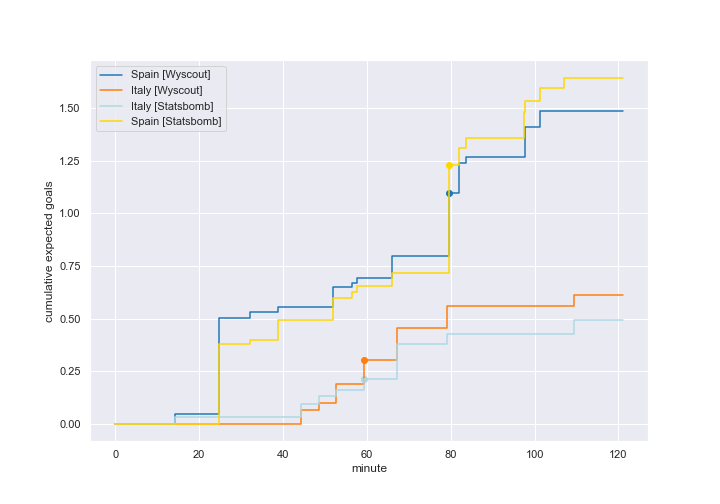 Spain [Wyscout]
Italy [Wyscout]
Italy [Statsbomb]
Spain [Statsbomb]
cumulative expected goals
1.50
1.25
1.00
0.75
0.50
0.25
0.00
0 20 40 60 80 100 120
minute